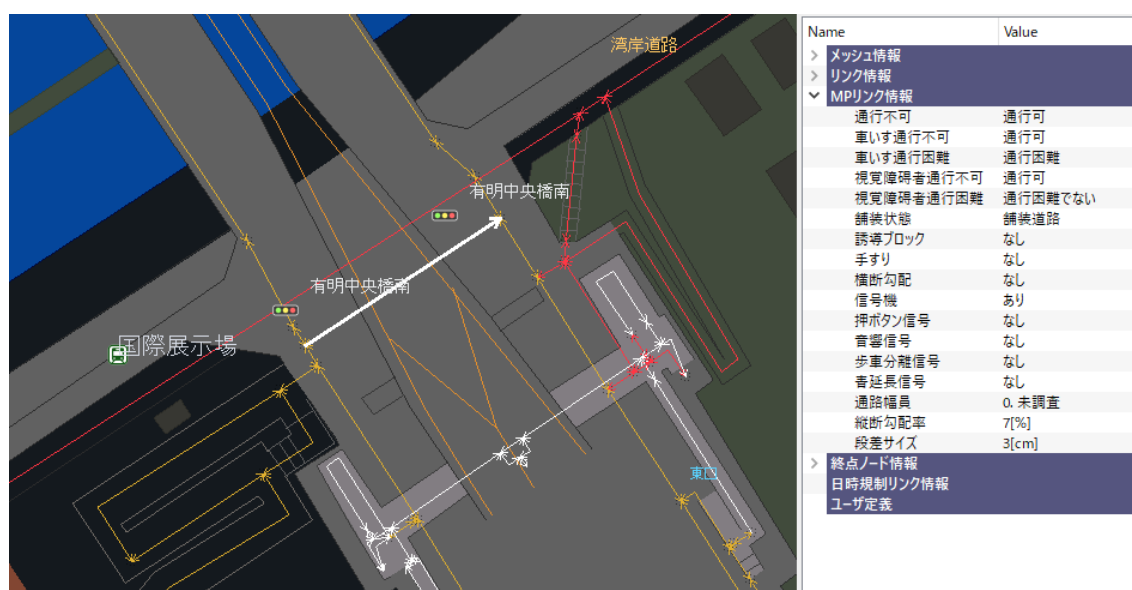 湾岸道路
有明中央橋南
有明中央橋南
国際展示場
東口
Name Value
メッシュ情報
リンク情報
MPリンク情報
通行不可 通行可
車いす通行不可 通行可
車いす通行困難 通行困難
視覚障碍者通行不可 通行可
視覚障碍者通行困難 通行困難でない
舗装状態 舗装道路
誘導ブロック なし
手すり なし
横断勾配 なし
信号機 あり
押ボタン信号 なし
音響信号 なし
歩車分離信号 なし
青延長信号 なし
通路幅員 0. 未調査
縦断勾配率 7[%]
段差サイズ 3[cm]
終点ノード情報
日時規制リンク情報
ユーザ定義